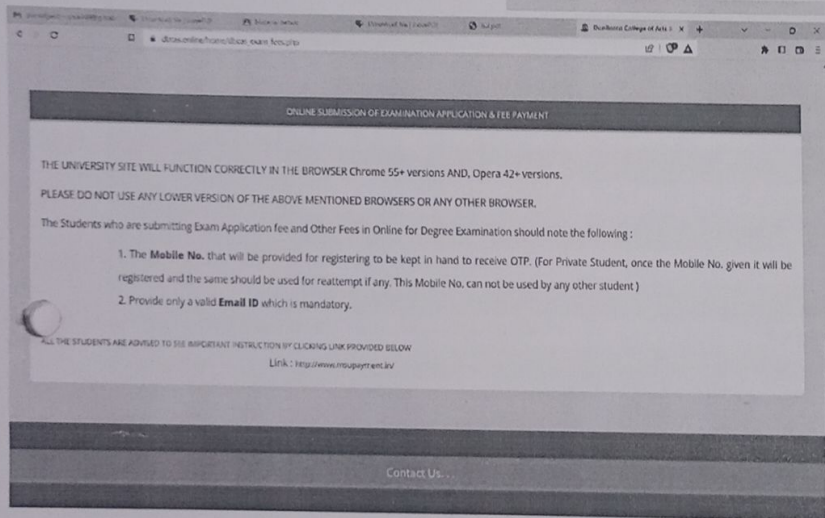 College of Arts
ONLINE SUBMISSION OF EXAMINATION APPLICATION & FEE PAYMENT
THE UNIVERSITY SITE WILL FUNCTION CORRECTLY IN THE BROWSER Chrome 55+ versions AND, Opera 42+ versions.
PLEASE DO NOT USE ANY LOWER VERSION OF THE ABOVE MENTIONED BROWSERS OR ANY OTHER BROWSER.
The Students who are submitting Exam Application fee and Other Fees in Online for Degree Examination should note the following :
1. The Mobile No. that will be provided for registering to be kept in hand to receive OTP. (For Private Student, once the Mobile No. given it will be
registered and the same should be used for reattempt if any. This Mobile No. can not be used by any other student )
2. Provide only a valid Email ID which is mandatory.
ALL THE STUDENTS ARE ADVISED TO SEE IMPORTANT INSTRUCTION BY CLICKING LINK PROVIDED BELOW
Link :
Contact Us. . .